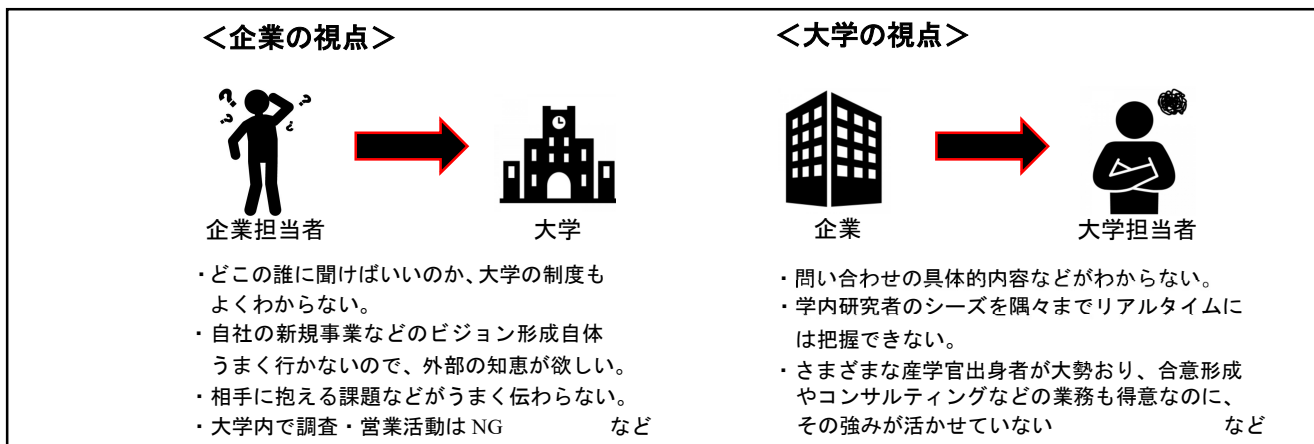 ＜企業の視点＞
企業担当者
大学
・どこの誰に聞けばいいのか、大学の制度も
よくわからない。
・自社の新規事業などのビジョン形成自体
うまく行かないので、外部の知恵が欲しい。
・相手に抱える課題などがうまく伝わらない。
・大学内で調査・営業活動は NG など
＜大学の視点＞
企業
大学担当者
・問い合わせの具体的内容などがわからない。
・学内研究者のシーズを隅々までリアルタイムに
は把握できない。
・さまざまな産学官出身者が大勢おり、合意形成
やコンサルティングなどの業務も得意なのに、
その強みが活かせていない など